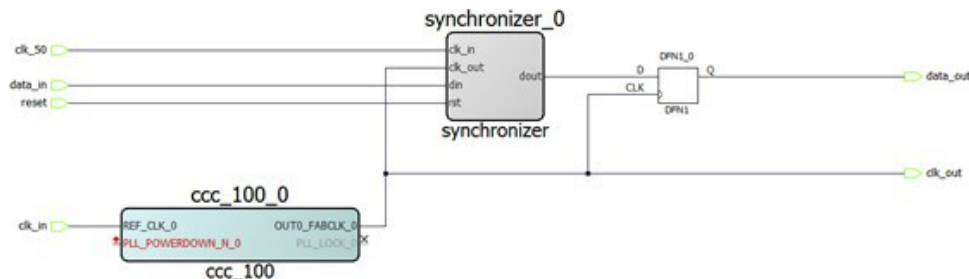 synchronizer_0
clk_50
clk_in
clk_out
data_in
din
dout
reset
rst
synchronizer
DFN1_0
D
Q
CLK
DFN1
data_out
clk_out
ccc_100_0
clk_in
REF_CLK_0
OUT0_FABCLK_0
PLL_POWERDOWN_N_0
PLL_LOCK_0
ccc_100